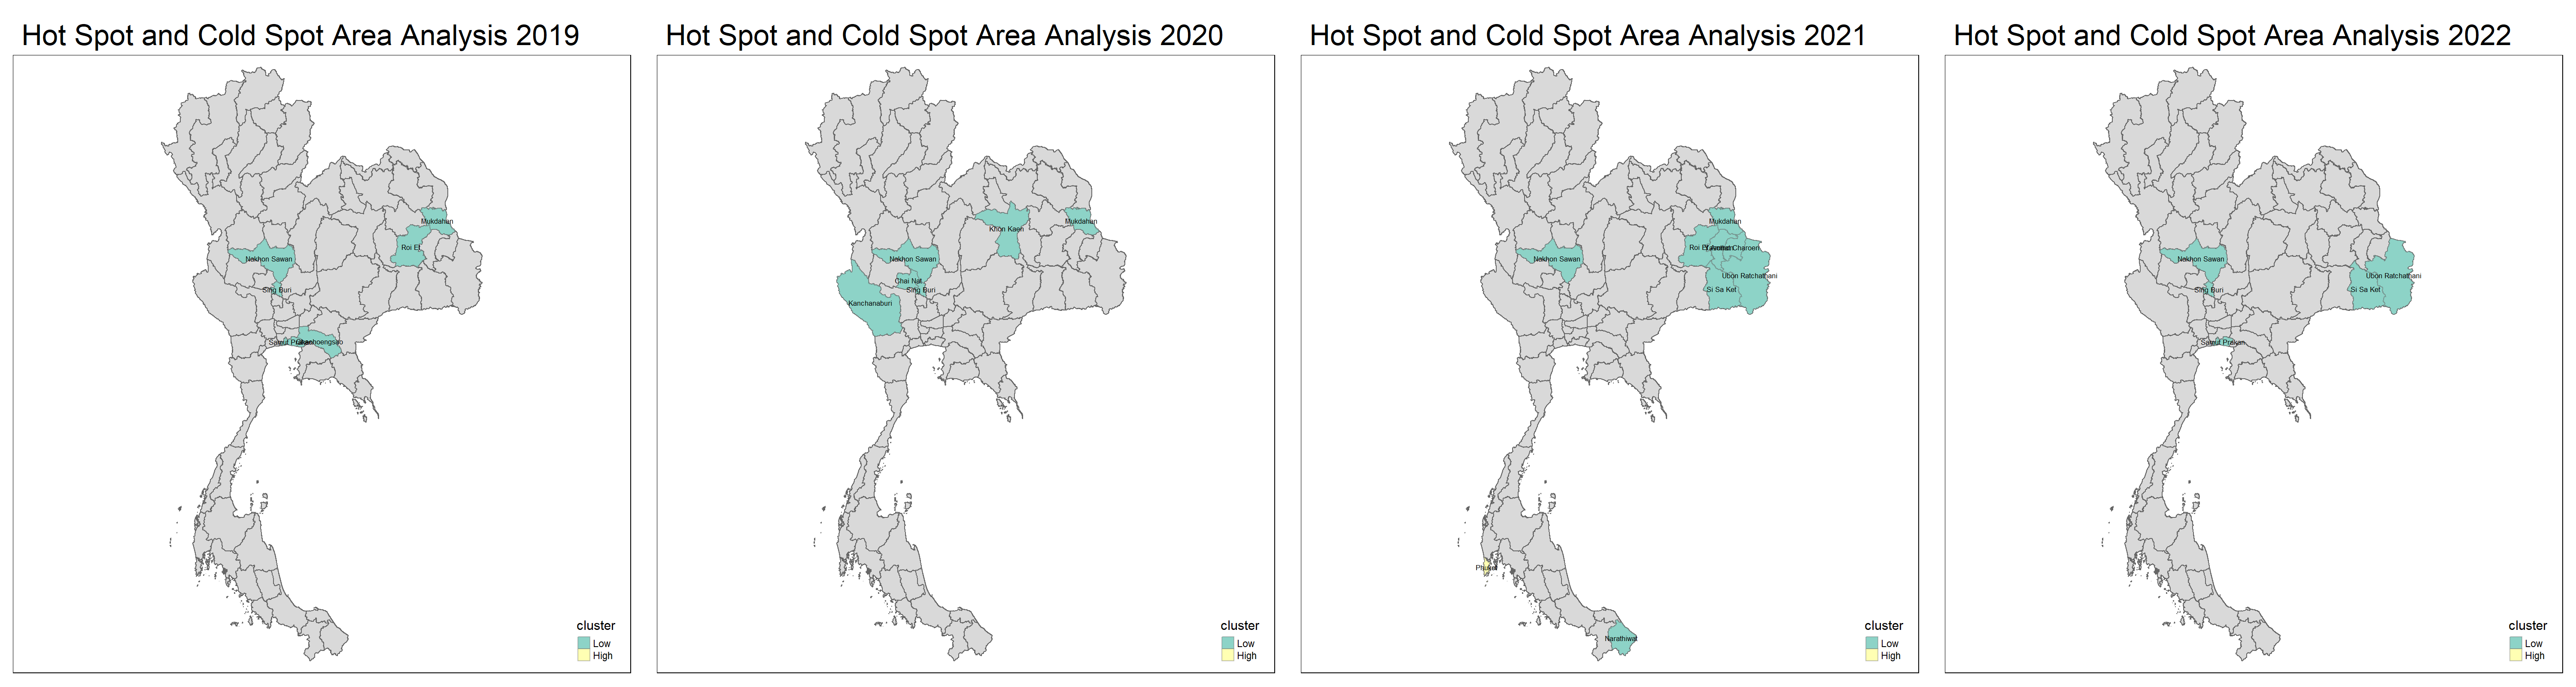 Hot Spot and Cold Spot Area Analysis 2019
Mukdahan
Roi Et
Nakhon Sawan
Sing Buri
cluster
Low
High
Hot Spot and Cold Spot Area Analysis 2020
Mukdahan
Khon Kaen
Nakhon Sawan
Chai Nat
Sing Buri
Kanchanaburi
cluster
Low
High
Hot Spot and Cold Spot Area Analysis 2021
Mukdahan
Roi Et
Charoen
Nakhon Sawan
Ubon Ratchathani
Si Sa Ket
Phuket
Narathiwat
cluster
Low
High
Hot Spot and Cold Spot Area Analysis 2022
Nakhon Sawan
Ubon Ratchathani
Sing Buri
Si Sa Ket
Samut Prakan
cluster
Low
High